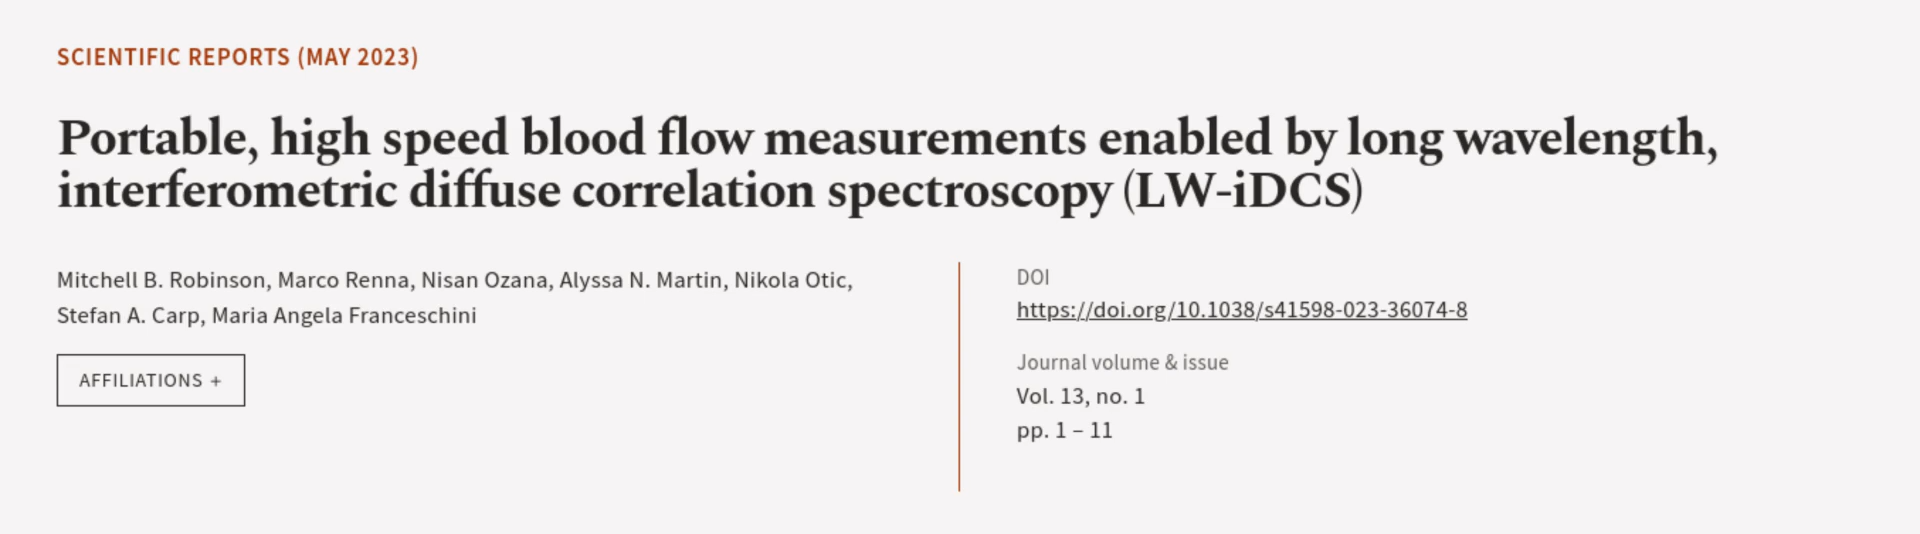 SCIENTIFIC REPORTS (MAY 2023)
Portable, high speed blood flow measurements enabled by long wavelength,
interferometric diffuse correlation spectroscopy (LW-iDCS)
Mitchell B. Robinson, Marco Renna, Nisan Ozana, Alyssa N. Martin, Nikola Otic,
Stefan A. Carp, Maria Angela Franceschini
AFFILIATIONS +
DOI
https://doi.org/10.1038/s41598-023-36074-8
Journal volume & issue
Vol. 13, no. 1
pp. 1 – 11